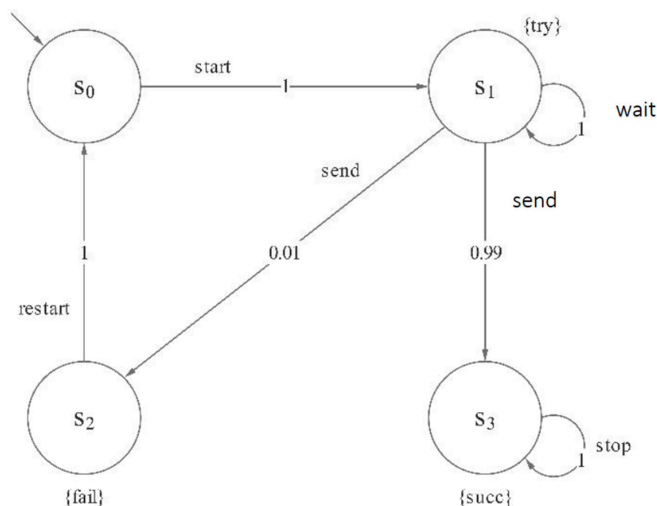 {try}
S0
start
1
S1
1
wait
send
send
1
0.01
0.99
restart
S2
S3
stop
1
{fail}
{succ}